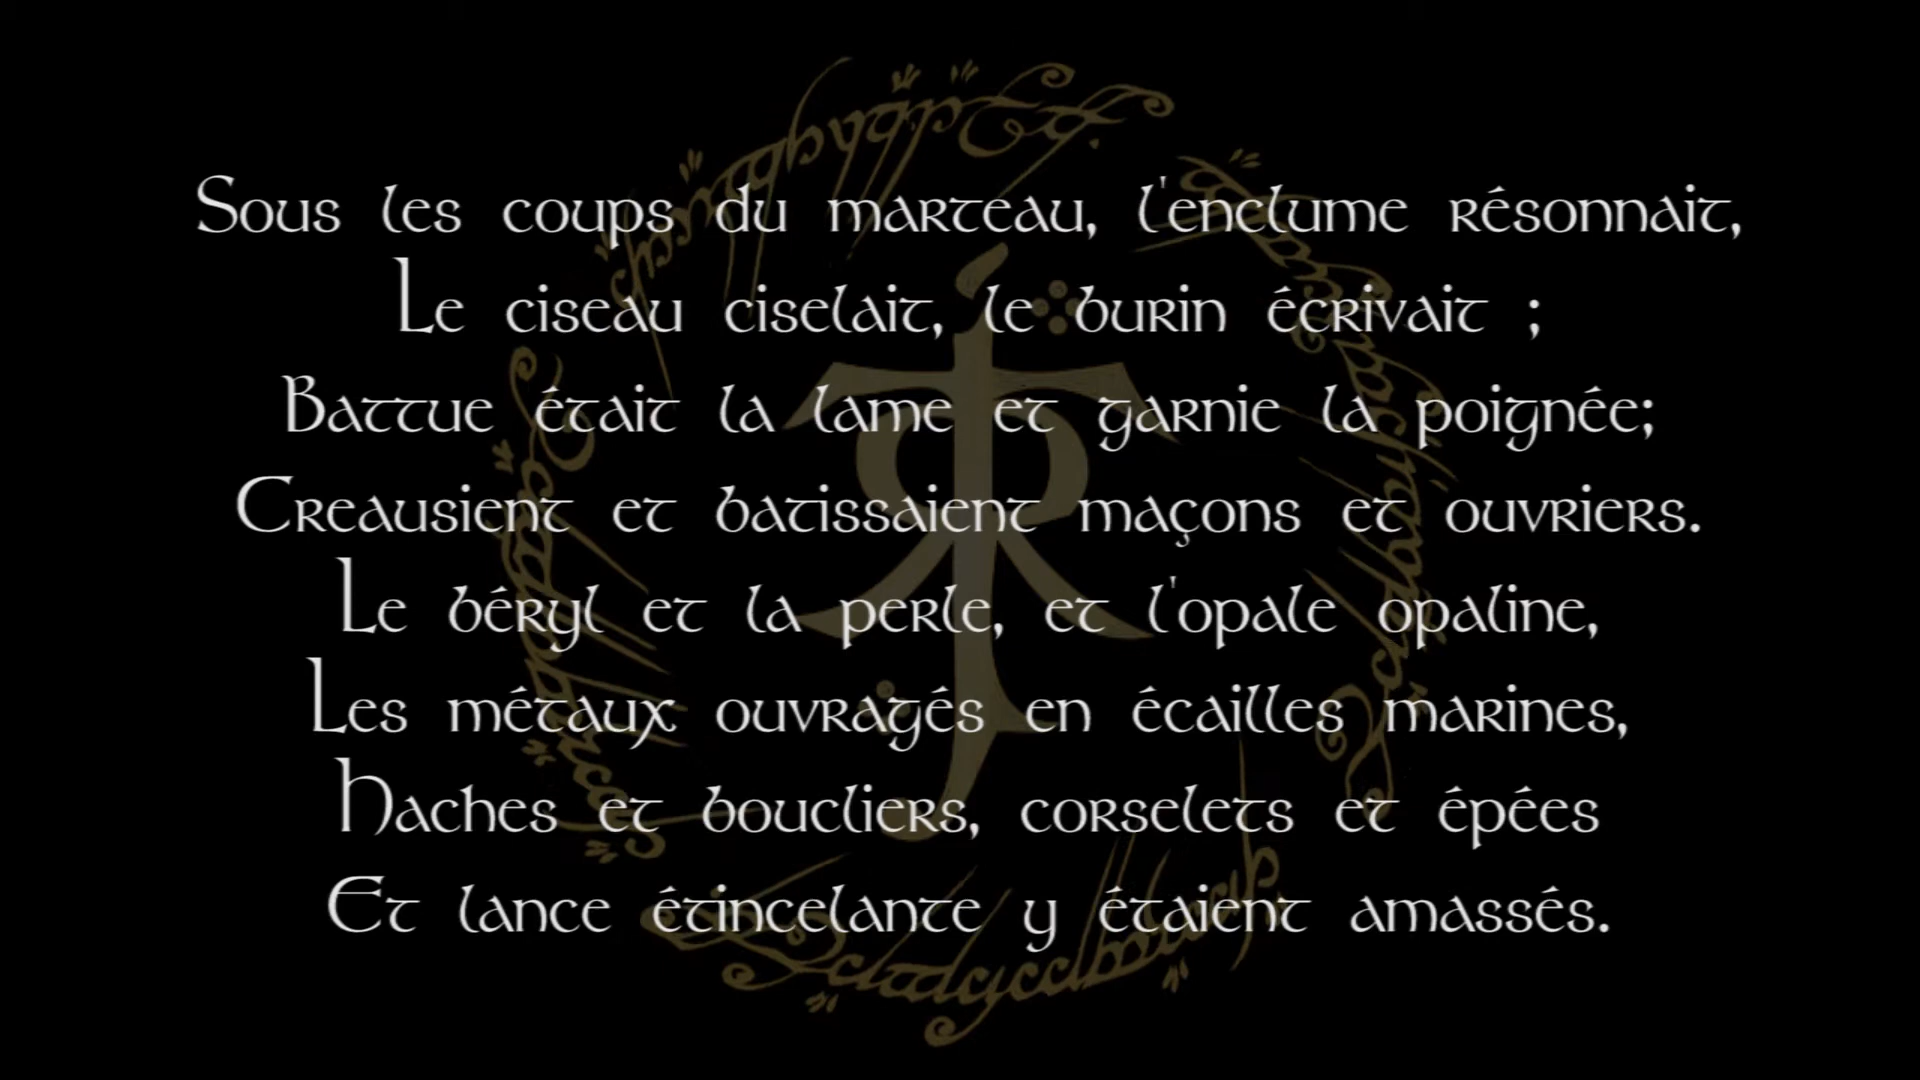 Sous les coups du marteau, l'enclume résonnait,
Le ciseau ciselait, le burin écrivait ;
Battue était la lame et garnie la poignée;
Creausient et batissaient maçons et ouvriers.
Le béryl et la perle, et l'opale opaline,
Les métaux ouvragés en écailles marines,
Haches et boucliers, corselets et épées
Et lance étincelante y étaient amassés.